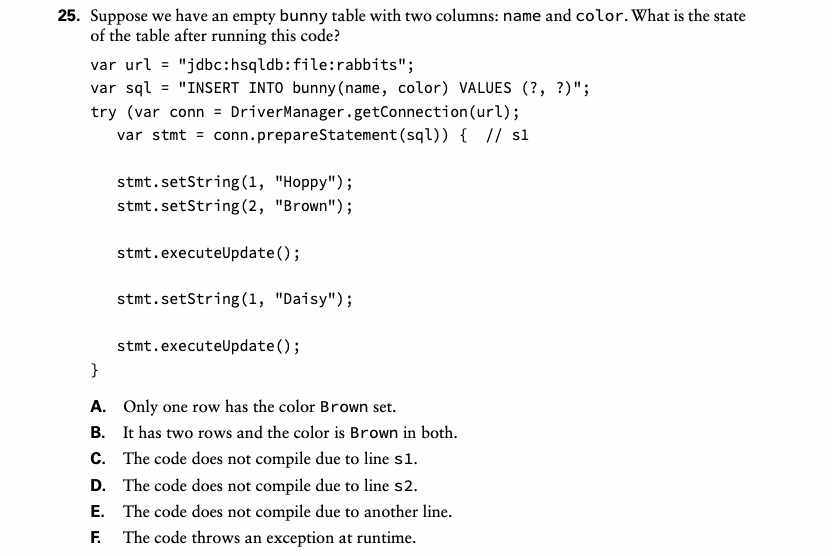 25. Suppose we have an empty bunny table with two columns: name and color. What is the state
of the table after running this code?
var url = "jdbc:hsqldb:file:rabbits";
var sql = "INSERT INTO bunny(name, color) VALUES (?, ?)";
try (var conn = DriverManager.getConnection(url);
   var stmt = conn.prepareStatement(sql)) {  // s1
   stmt.setString(1, "Hoppy");
   stmt.setString(2, "Brown");
   stmt.executeUpdate();
   stmt.setString(1, "Daisy");
   stmt.executeUpdate();
}
A. Only one row has the color Brown set.
B. It has two rows and the color is Brown in both.
C. The code does not compile due to line s1.
D. The code does not compile due to line s2.
E. The code does not compile due to another line.
F. The code throws an exception at runtime.